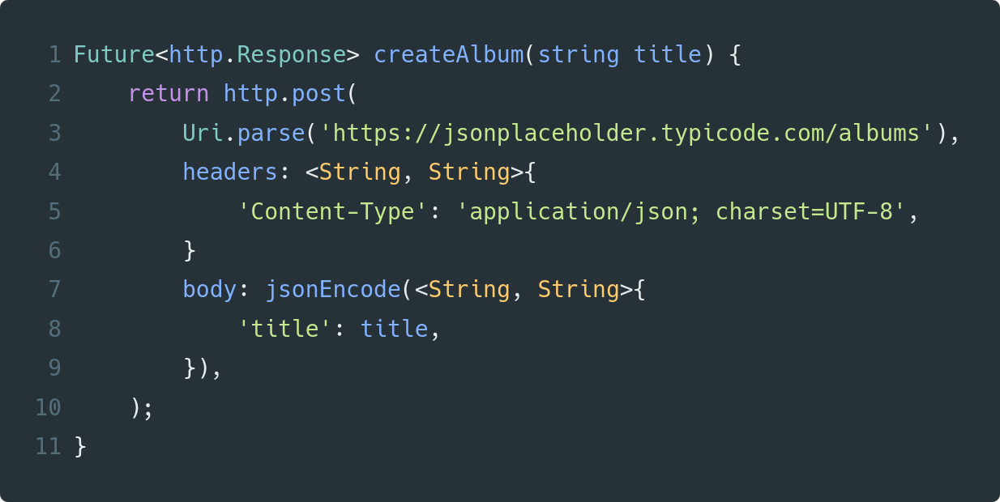 1 Future<http.Response> createAlbum(string title) {
2     return http.post(
3         Uri.parse('https://jsonplaceholder.typicode.com/albums'),
4         headers: <String, String>{
5             'Content-Type': 'application/json; charset=UTF-8',
6         }
7         body: jsonEncode(<String, String>{
8             'title': title,
9         }),
10     );
11 }